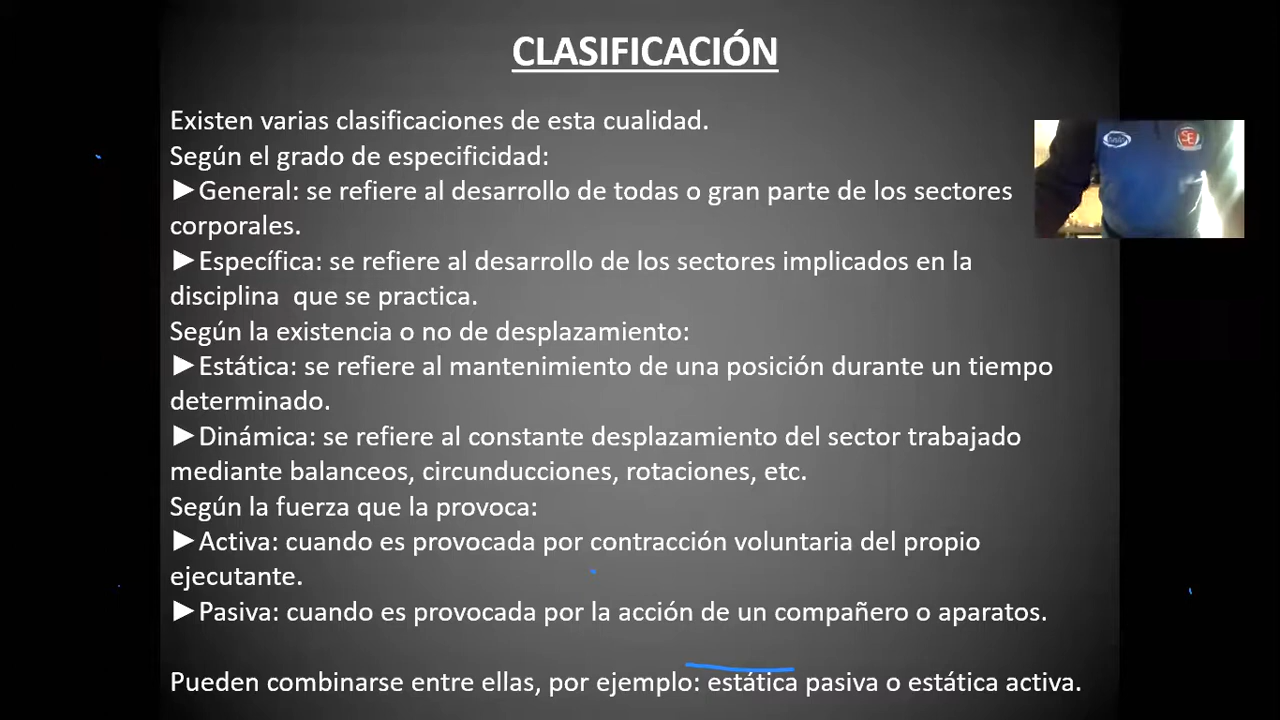 CLASIFICACIÓN
Existen varias clasificaciones de esta cualidad.
Según el grado de especificidad:
►General: se refiere al desarrollo de todas o gran parte de los sectores
corporales.
►Específica: se refiere al desarrollo de los sectores implicados en la
disciplina que se practica.
Según la existencia o no de desplazamiento:
►Estática: se refiere al mantenimiento de una posición durante un tiempo
determinado.
►Dinámica: se refiere al constante desplazamiento del sector trabajado
mediante balanceos, circunducciones, rotaciones, etc.
Según la fuerza que la provoca:
►Activa: cuando es provocada por contracción voluntaria del propio
ejecutante.
►Pasiva: cuando es provocada por la acción de un compañero o aparatos.
Pueden combinarse entre ellas, por ejemplo: estática pasiva o estática activa.